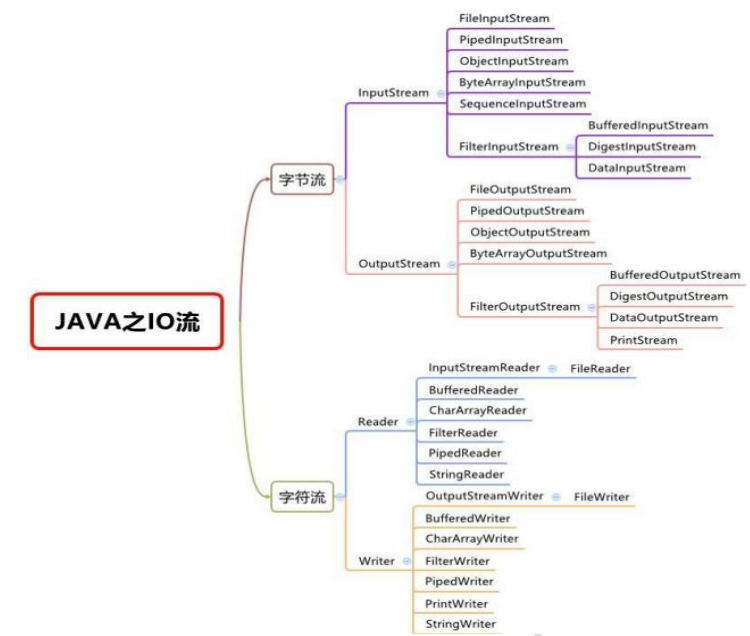 JAVA之IO流
字节流
InputStream
FileInputStream
PipedInputStream
ObjectInputStream
ByteArrayInputStream
SequenceInputStream
FilterInputStream
BufferedInputStream
DigestInputStream
DataInputStream
OutputStream
FileOutputStream
PipedOutputStream
ObjectOutputStream
ByteArrayOutputStream
FilterOutputStream
BufferedOutputStream
DigestOutputStream
DataOutputStream
PrintStream
字符流
Reader
InputStreamReader
FileReader
BufferedReader
CharArrayReader
FilterReader
PipedReader
StringReader
Writer
OutputStreamWriter
FileWriter
BufferedWriter
CharArrayWriter
FilterWriter
PipedWriter
PrintWriter
StringWriter